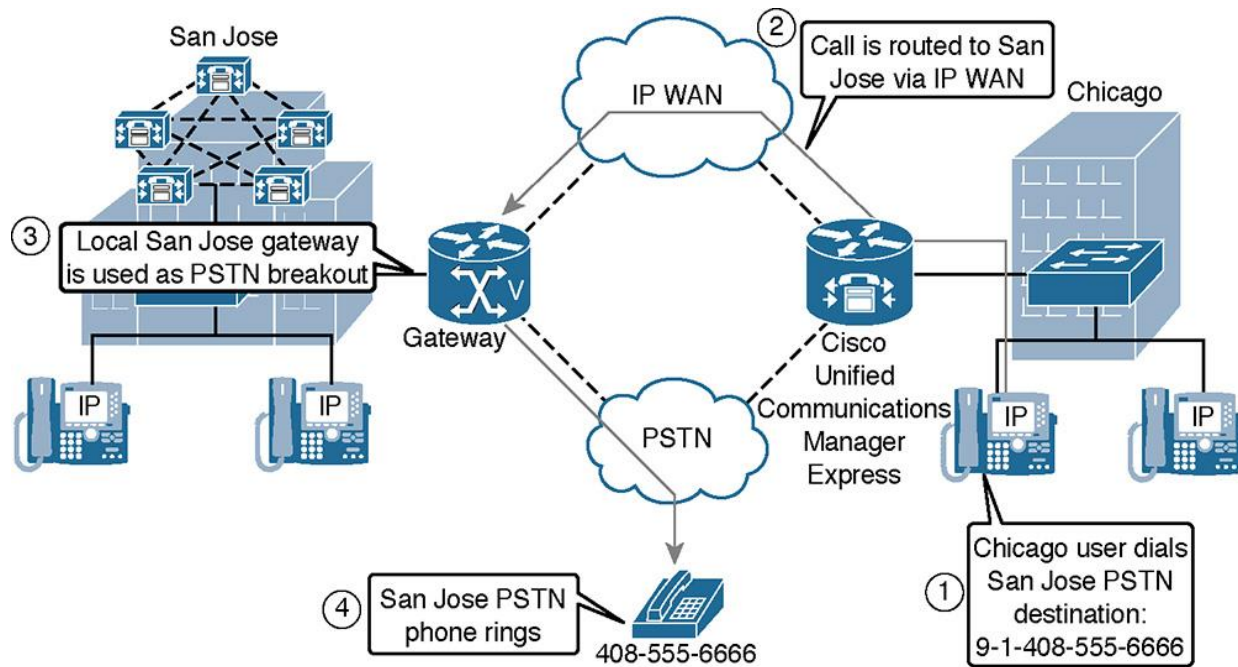 San Jose
2
Call is routed to San
Jose via IP WAN
IP WAN
Chicago
3
Local San Jose gateway
is used as PSTN breakout
V
Gateway
Cisco
Unified
Communications
Manager
Express
IP
IP
PSTN
IP
IP
4
San Jose PSTN
phone rings
408-555-6666
1
Chicago user dials
San Jose PSTN
destination:
9-1-408-555-6666